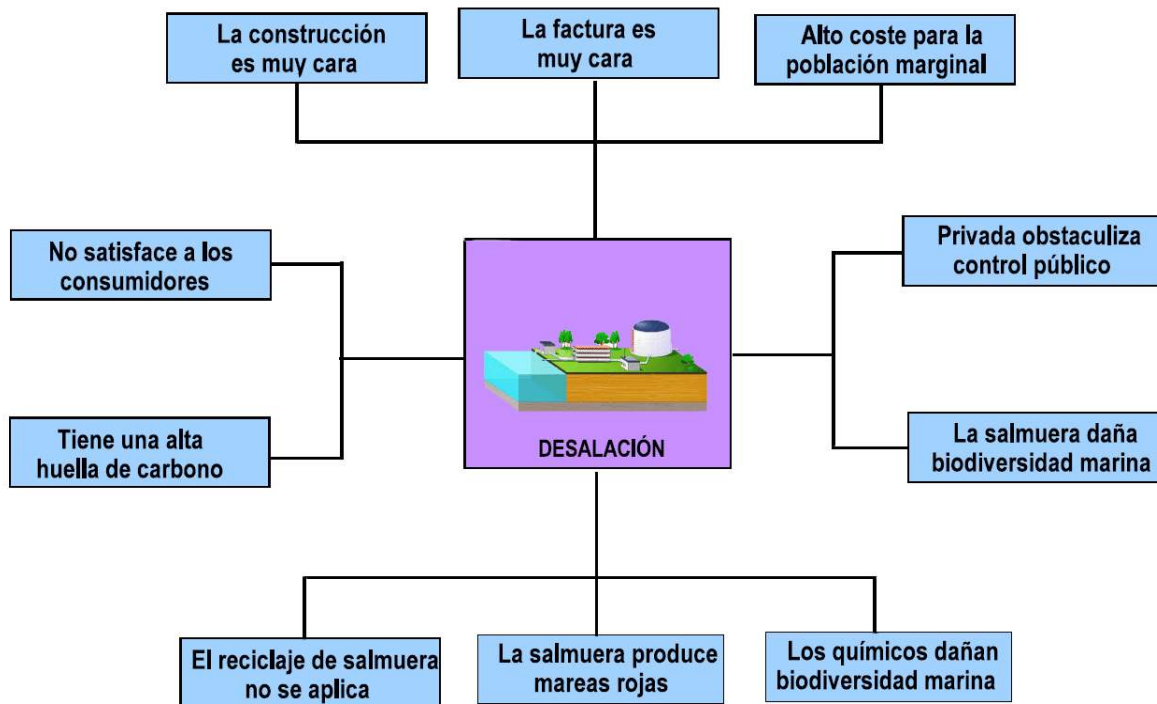 La construcción
es muy cara
La factura es
muy cara
Alto coste para la
población marginal
No satisface a los
consumidores
Privada obstaculiza
control público
Tiene una alta
huella de carbono
DESALACIÓN
La salmuera daña
biodiversidad marina
El reciclaje de salmuera
no se aplica
La salmuera produce
mareas rojas
Los químicos dañan
biodiversidad marina